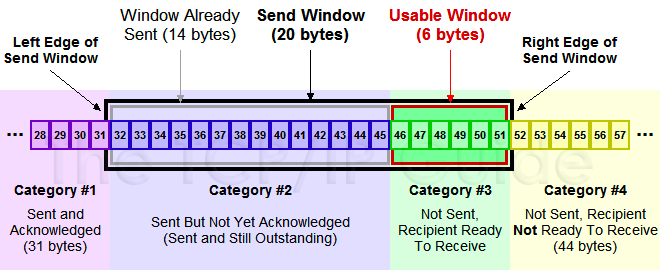 Window Already
Sent (14 bytes)
Send Window
(20 bytes)
Usable Window
(6 bytes)
Left Edge of
Send Window
Right Edge of
Send Window
... 28 29 30 31 32 33 34 35 36 37 38 39 40 41 42 43 44 45 46 47 48 49 50 51 52 53 54 55 56 57 ...
The TCP/IP Guide
Category #1
Sent and
Acknowledged
(31 bytes)
Category #2
Sent But Not Yet Acknowledged
(Sent and Still Outstanding)
Category #3
Not Sent,
Recipient Ready
To Receive
Category #4
Not Sent, Recipient
Not Ready To Receive
(44 bytes)